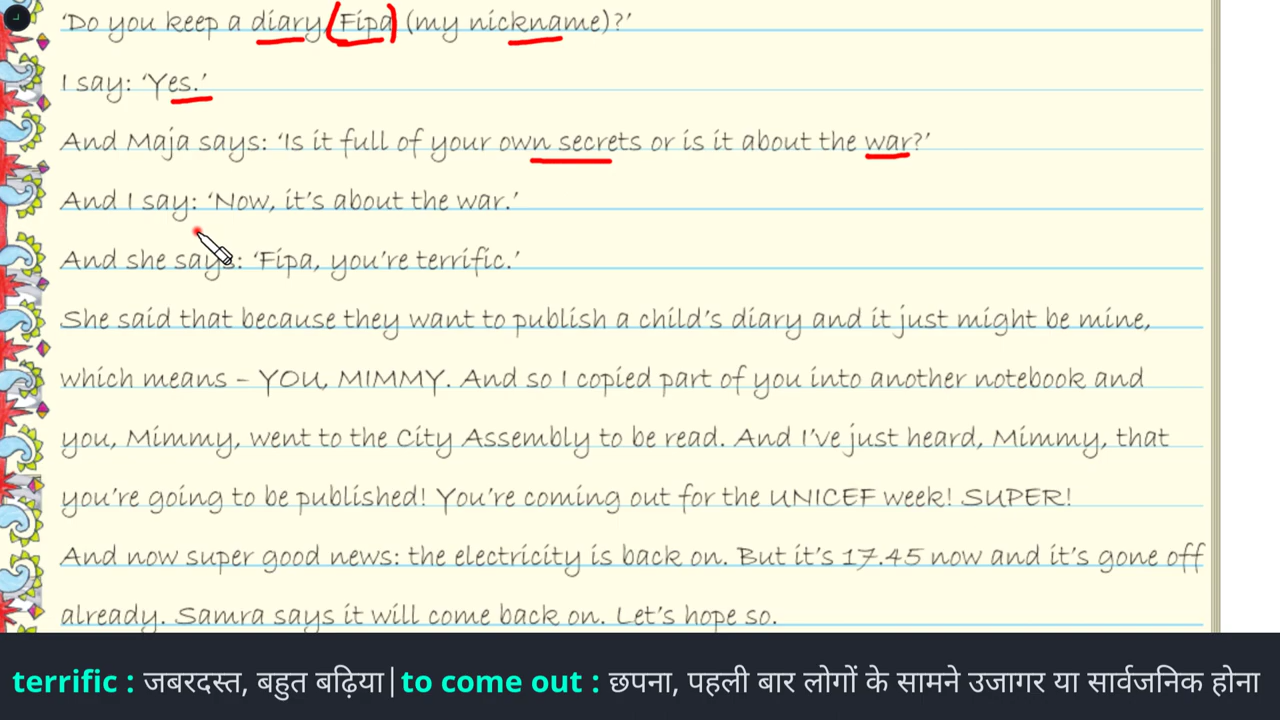 ‘Do you keep a diary, Fipa (my nickname)?’
I say: ‘Yes.’
And Maja says: ‘Is it full of your own secrets or is it about the war?’
And I say: ‘Now, it’s about the war.’
And she says: ‘Fipa, you’re terrific.’
She said that because they want to publish a child’s diary and it just might be mine,
which means – YOU, MIMMY. And so I copied part of you into another notebook and
you, Mimmy, went to the City Assembly to be read. And I’ve just heard, Mimmy, that
you’re going to be published! You’re coming out for the UNICEF week! SUPER!
And now super good news: the electricity is back on. But it’s 17.45 now and it’s gone off
already. Samra says it will come back on. Let’s hope so.
terrific : जबरदस्त, बहुत बढ़िया|to come out : छपना, पहली बार लोगों के सामने उजागर या सार्वजनिक होना